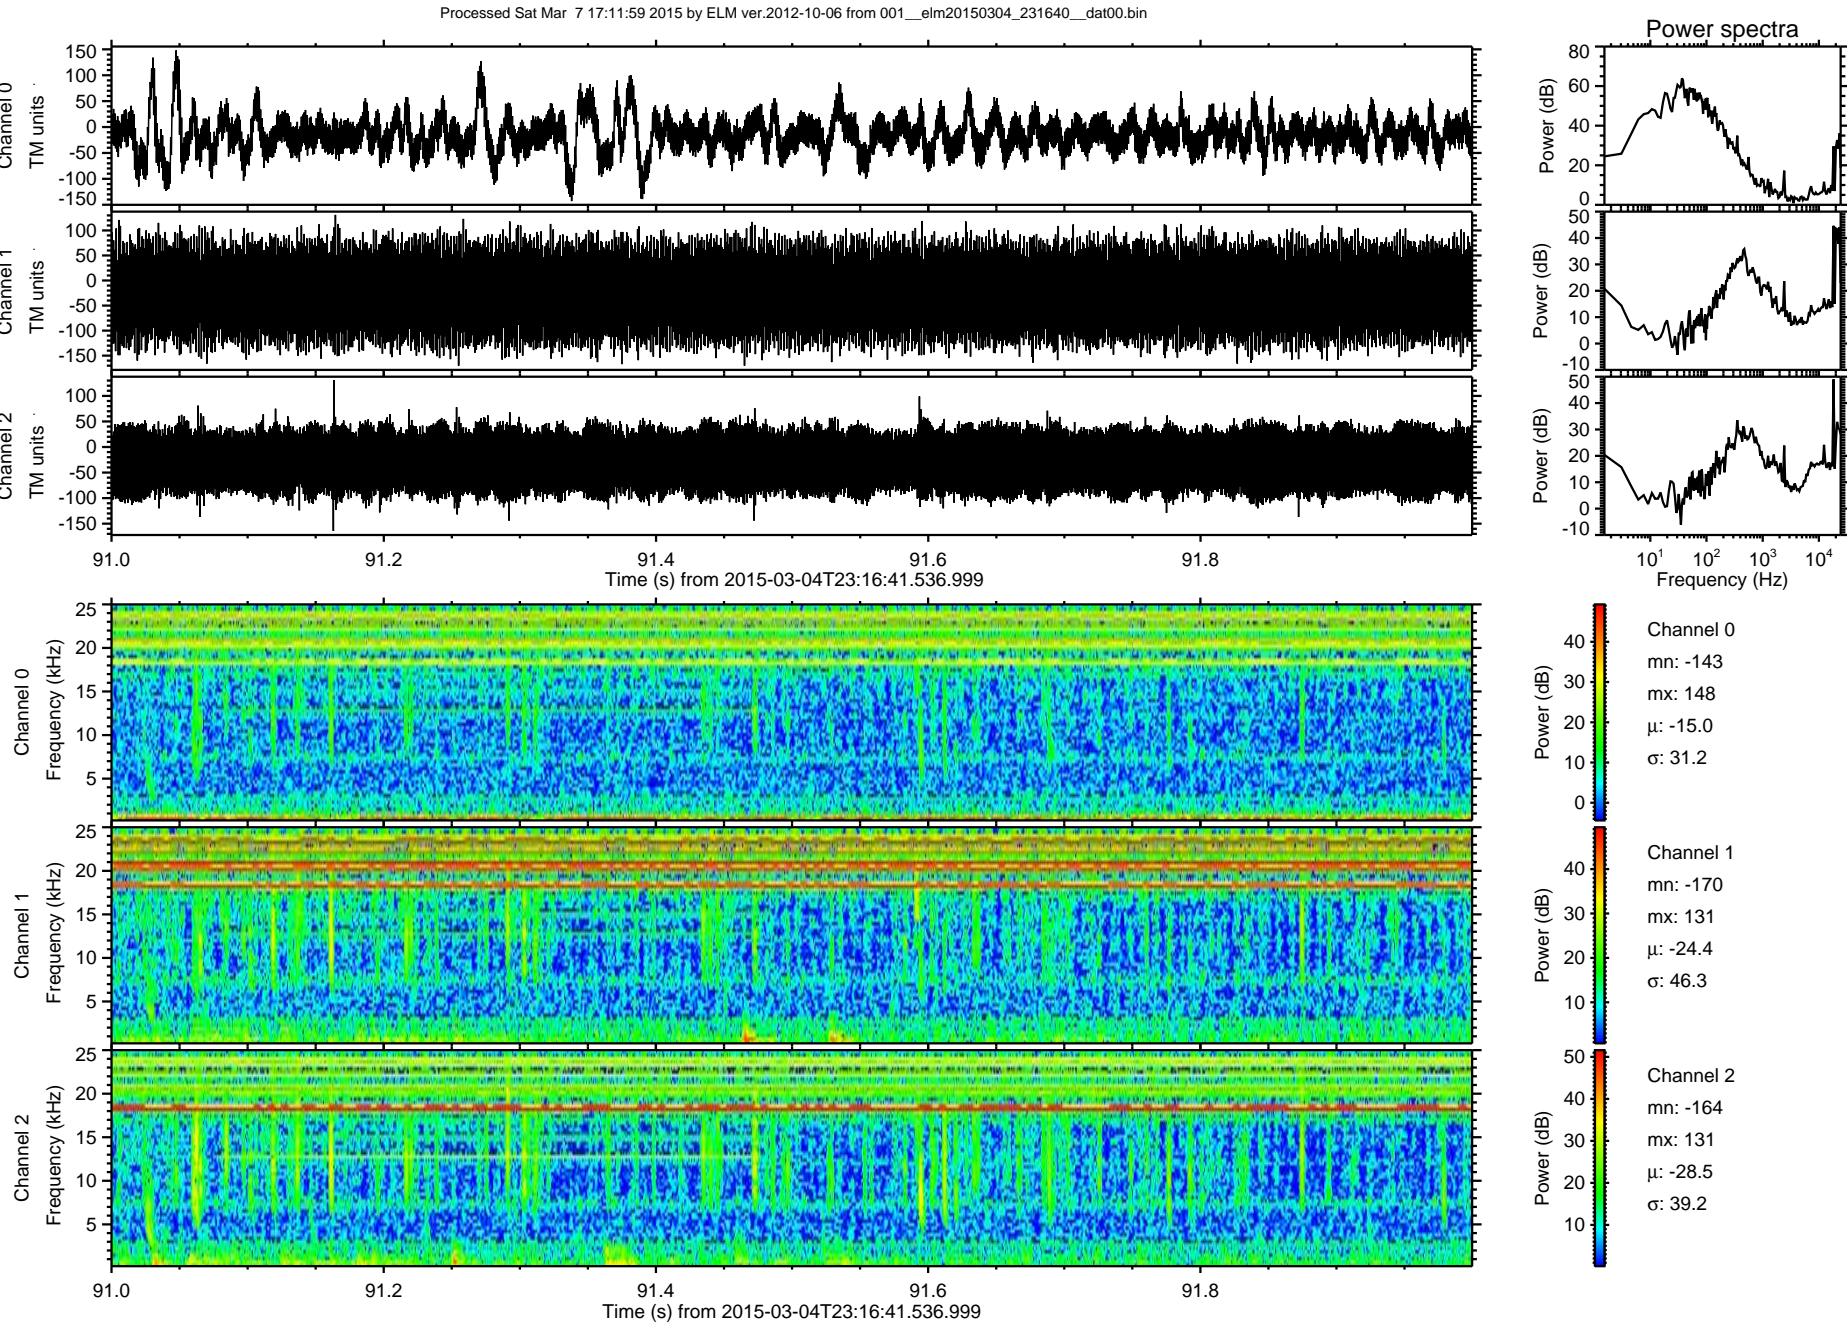 Processed Sat Mar 7 17:11:59 2015 by ELM ver.2012-10-06 from 001__elm20150304_231640__dat00.bin
Power spectra
Channel 0
TM units
150
100
50
0
-50
-100
-150
Power (dB)
80
60
40
20
0
Channel 1
TM units
100
50
0
-50
-100
-150
Power (dB)
50
40
30
20
10
0
-10
Channel 2
TM units
100
50
0
-50
-100
-150
Power (dB)
50
40
30
20
10
0
-10
91.0 91.2 91.4 91.6 91.8
Time (s) from 2015-03-04T23:16:41.536.999
10¹ 10² 10³ 10⁴
Frequency (Hz)
Channel 0
Frequency (kHz)
25
20
15
10
5
Power (dB)
40
30
20
10
0
Channel 0
mn: -143
mx: 148
μ: -15.0
σ: 31.2
Channel 1
Frequency (kHz)
25
20
15
10
5
Power (dB)
40
30
20
10
Channel 1
mn: -170
mx: 131
μ: -24.4
σ: 46.3
Channel 2
Frequency (kHz)
25
20
15
10
5
Power (dB)
50
40
30
20
10
Channel 2
mn: -164
mx: 131
μ: -28.5
σ: 39.2
91.0 91.2 91.4 91.6 91.8
Time (s) from 2015-03-04T23:16:41.536.999